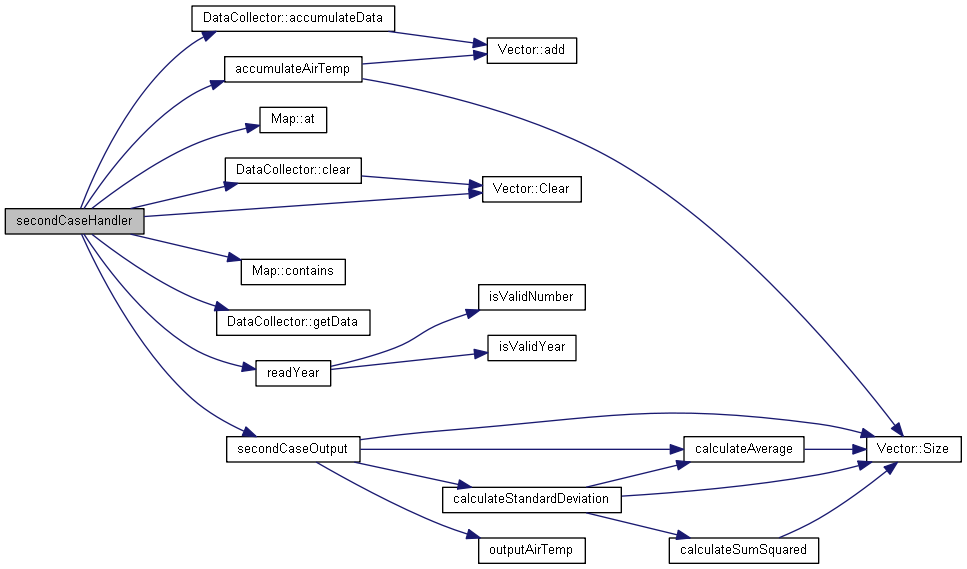 DataCollector::accumulateData
Vector::add
accumulateAirTemp
Map::at
DataCollector::clear
Vector::Clear
secondCaseHandler
Map::contains
isValidNumber
DataCollector::getData
isValidYear
readYear
secondCaseOutput
calculateAverage
Vector::Size
calculateStandardDeviation
outputAirTemp
calculateSumSquared